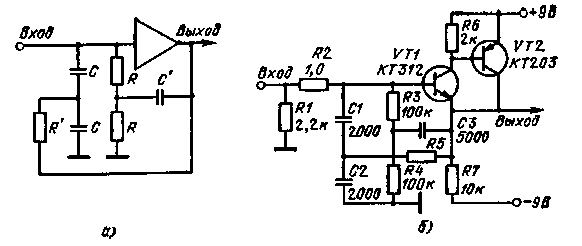 Вход
Выход
C
R
C'
R'
C
R
а)
+9В
R6
2к
VT2
КТ203
VT1
КТ312
Вход
R2
1,0
R1
2,2к
C1
2000
R3
100к
C3
5000
Выход
R5
C2
2000
R4
100к
R7
10к
-9В
б)